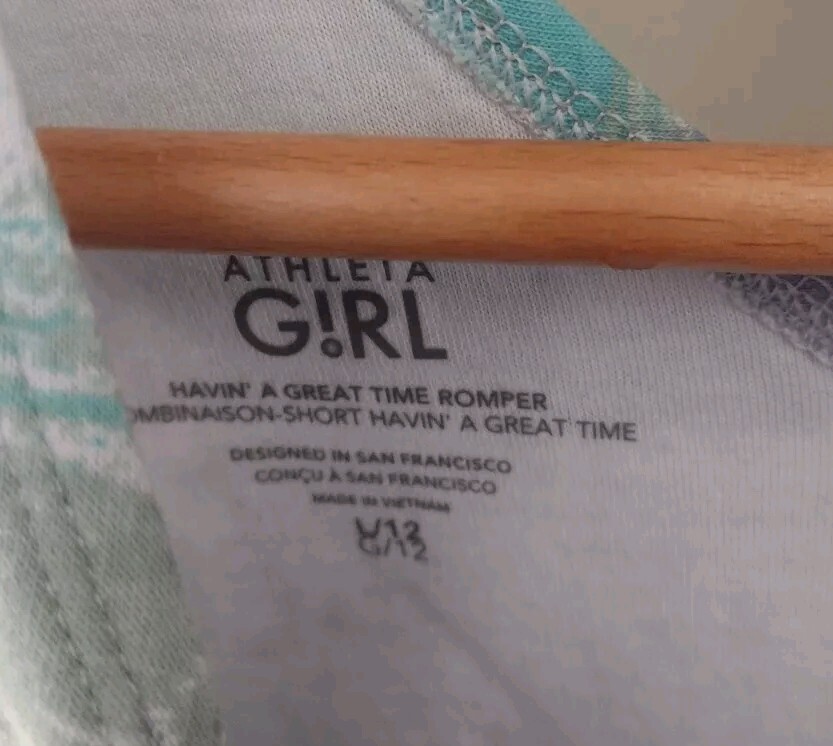 ATHLETA
G!RL
HAVIN' A GREAT TIME ROMPER
OMBINAISON-SHORT HAVIN' A GREAT TIME
DESIGNED IN SAN FRANCISCO
CONÇU À SAN FRANCISCO
MADE IN VIETNAM
G/12